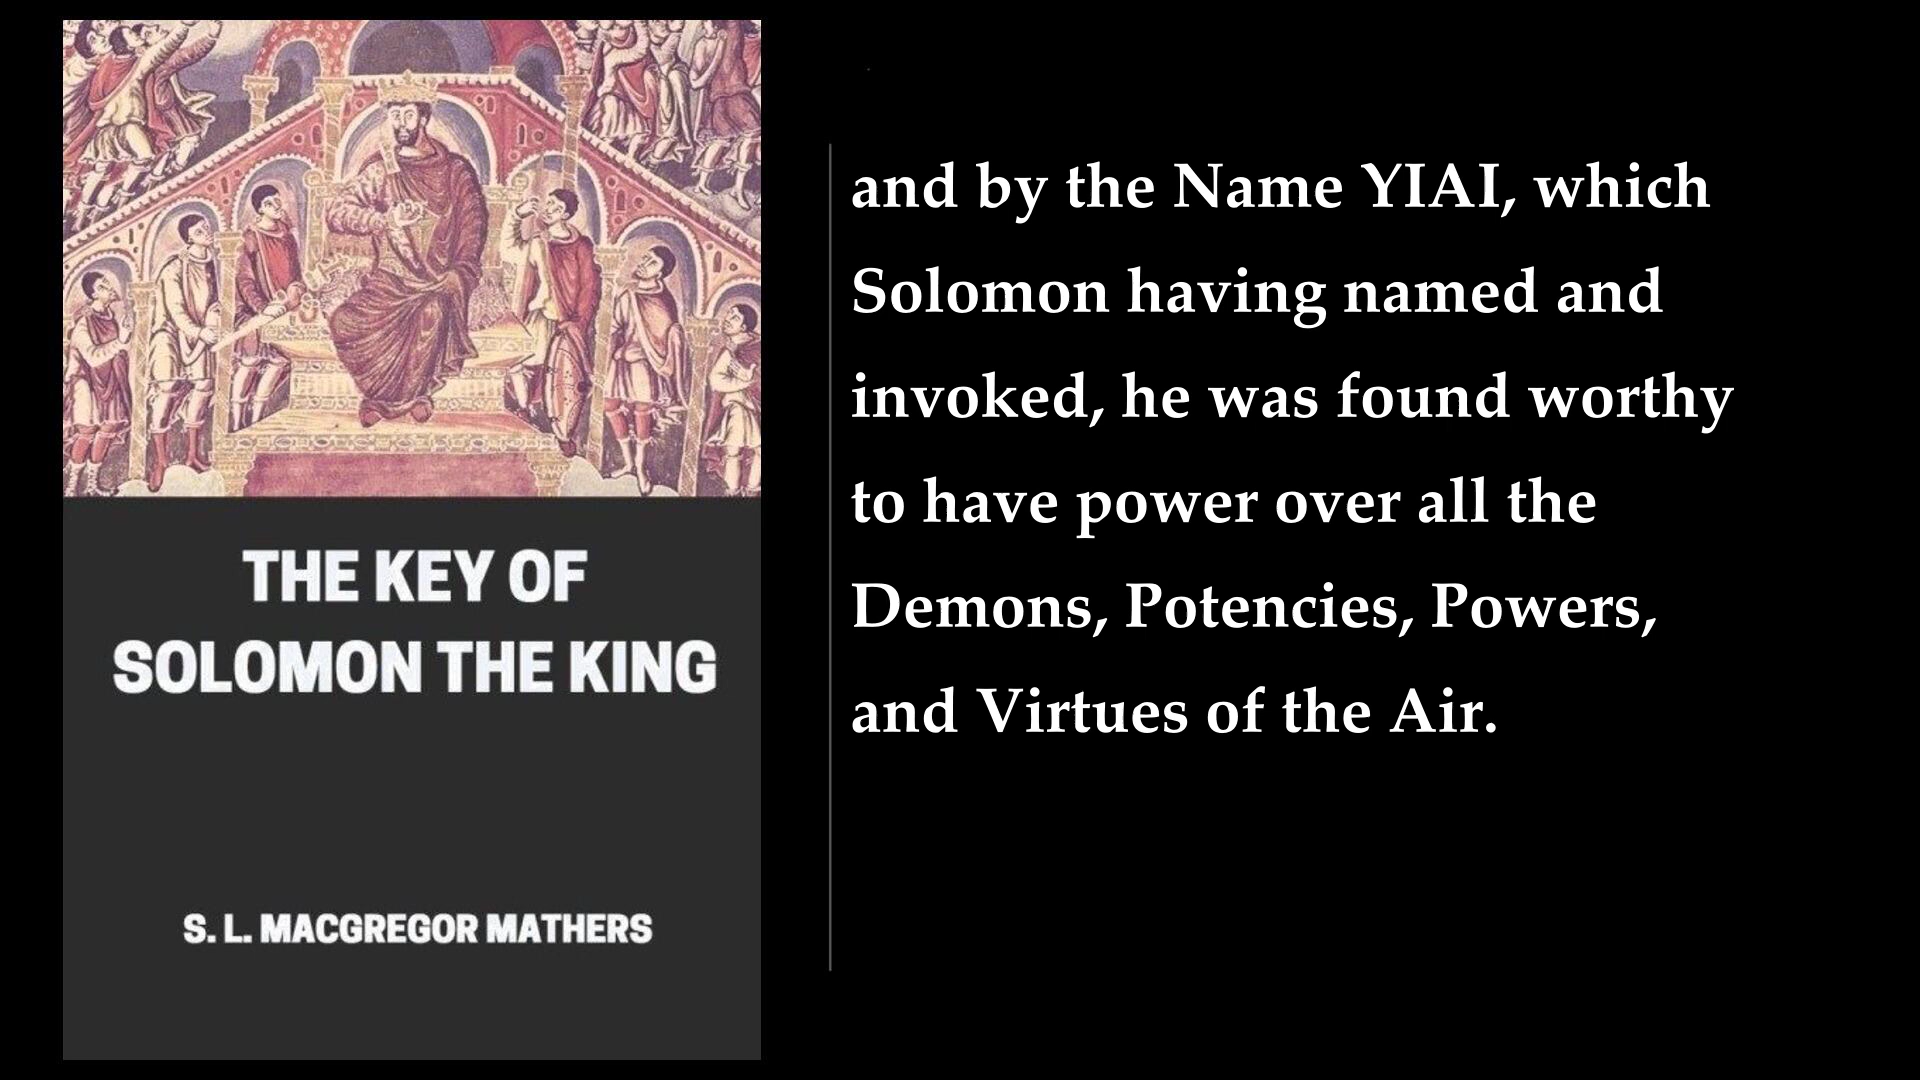 THE KEY OF
SOLOMON THE KING
S. L. MACGREGOR MATHERS
and by the Name YIAI, which
Solomon having named and
invoked, he was found worthy
to have power over all the
Demons, Potencies, Powers,
and Virtues of the Air.